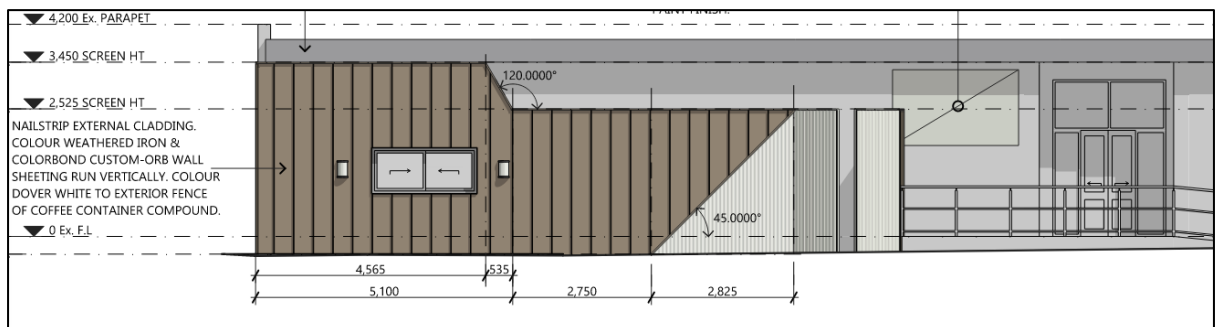 PAINT FINISH.
4,200 Ex. PARAPET
3,450 SCREEN HT
120.0000°
2,525 SCREEN HT
NAILSTRIP EXTERNAL CLADDING.
COLOUR WEATHERED IRON &
COLORBOND CUSTOM-ORB WALL
SHEETING RUN VERTICALLY. COLOUR
DOVER WHITE TO EXTERIOR FENCE
OF COFFEE CONTAINER COMPOUND.
45.0000°
0 Ex. F.L
4,565
535
5,100
2,750
2,825